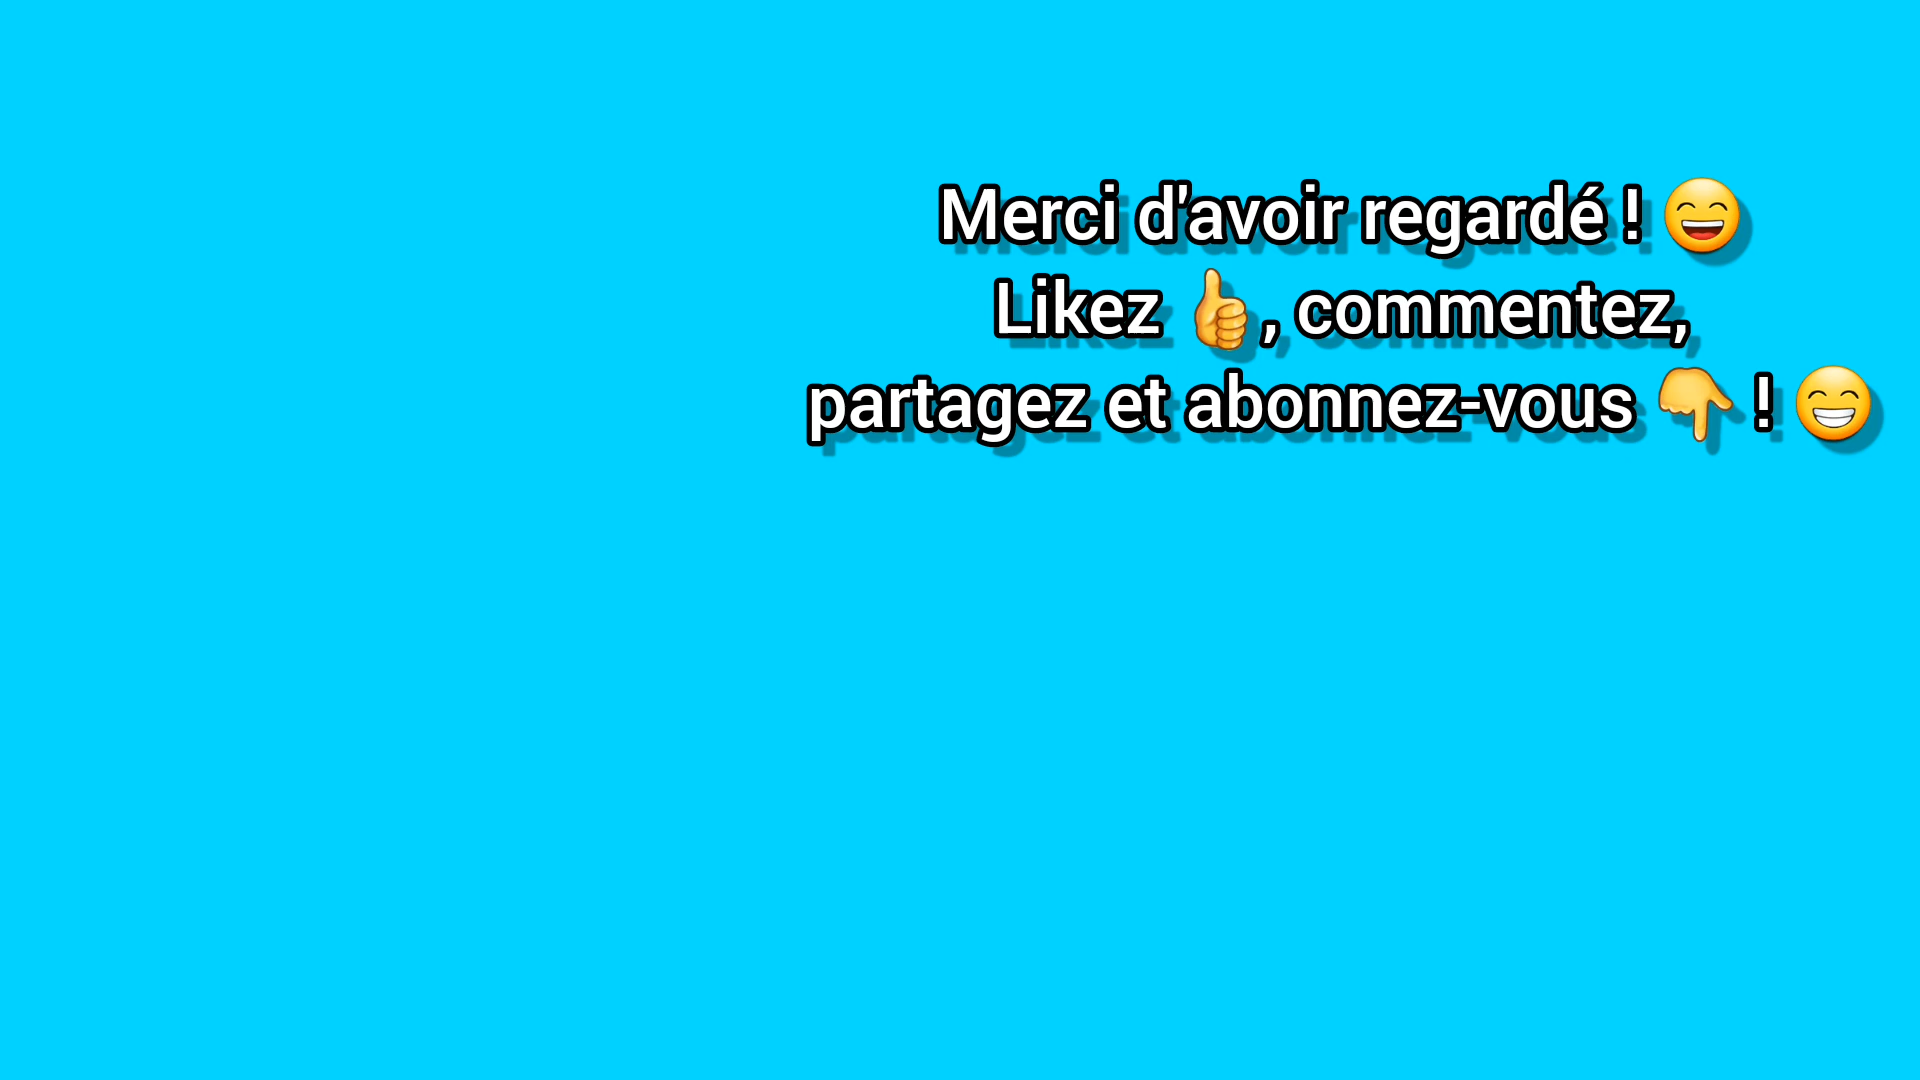 Merci d'avoir regardé ! 😄
Likez 👍, commentez,
partagez et abonnez-vous 👇 ! 😁